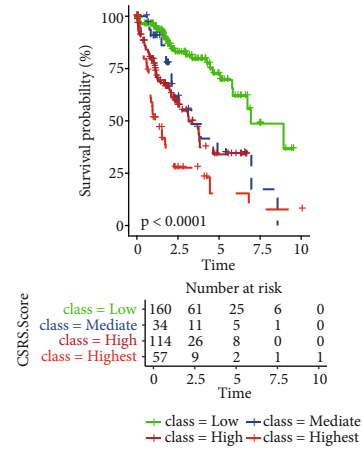 Survival probability (%)
100
75
50
25
0
p < 0.0001
0 2.5 5.0 7.5 10
Time
Number at risk
CSRS.Score
class = Low 160 61 25 6 0
class = Mediate 34 11 5 1 0
class = High 114 26 8 0 0
class = Highest 57 9 2 1 1
0 2.5 5.0 7.5 10
Time
class = Low class = Mediate
class = High class = Highest